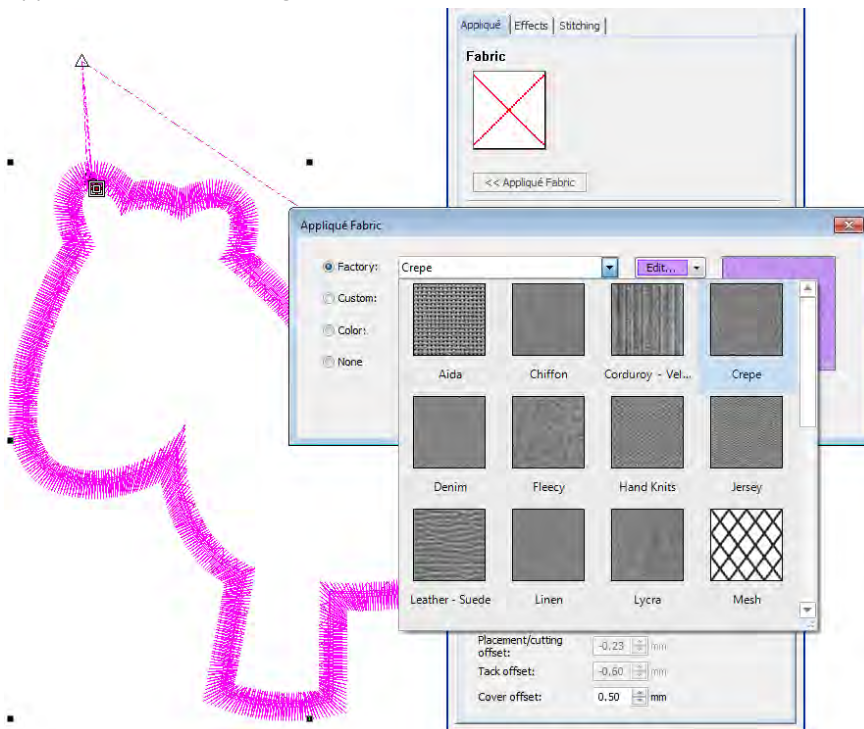 Appliqué Effects Stitching
Fabric
<< Appliqué Fabric
Appliqué Fabric
Factory: Crepe Edit...
Custom:
Color:
None
Aida Chiffon Corduroy - Vel... Crepe
Denim Fleecy Hand Knits Jersey
Leather - Suede Linen Lycra Mesh
Placement/cutting
offset: -0.23 mm
Tack offset: -0.60 mm
Cover offset: 0.50 mm